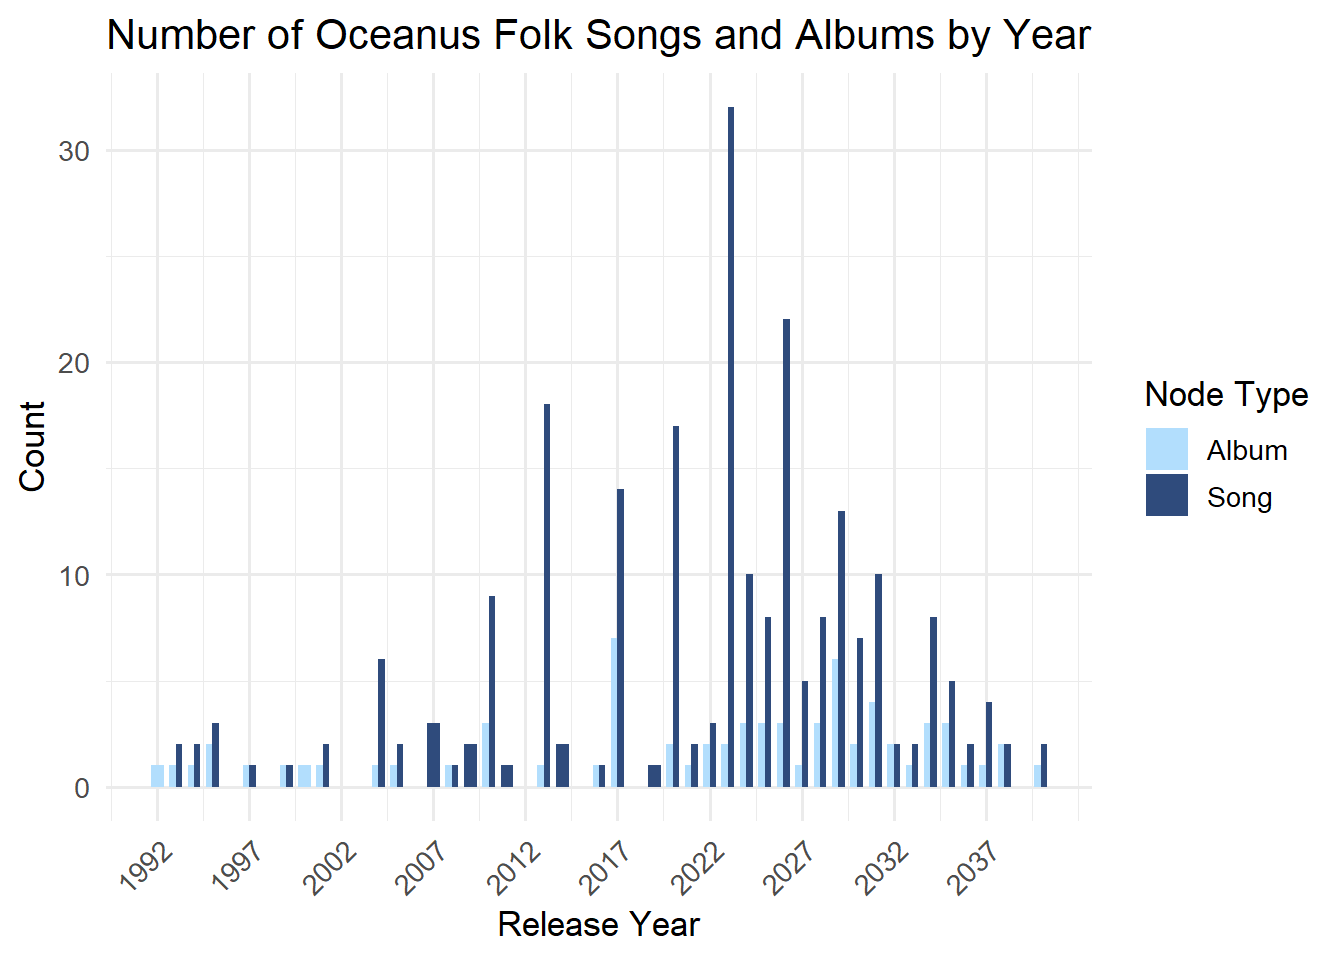 Number of Oceanus Folk Songs and Albums by Year
30
20
10
0
Count
1992
1997
2002
2007
2012
2017
2022
2027
2032
2037
Release Year
Node Type
Album
Song